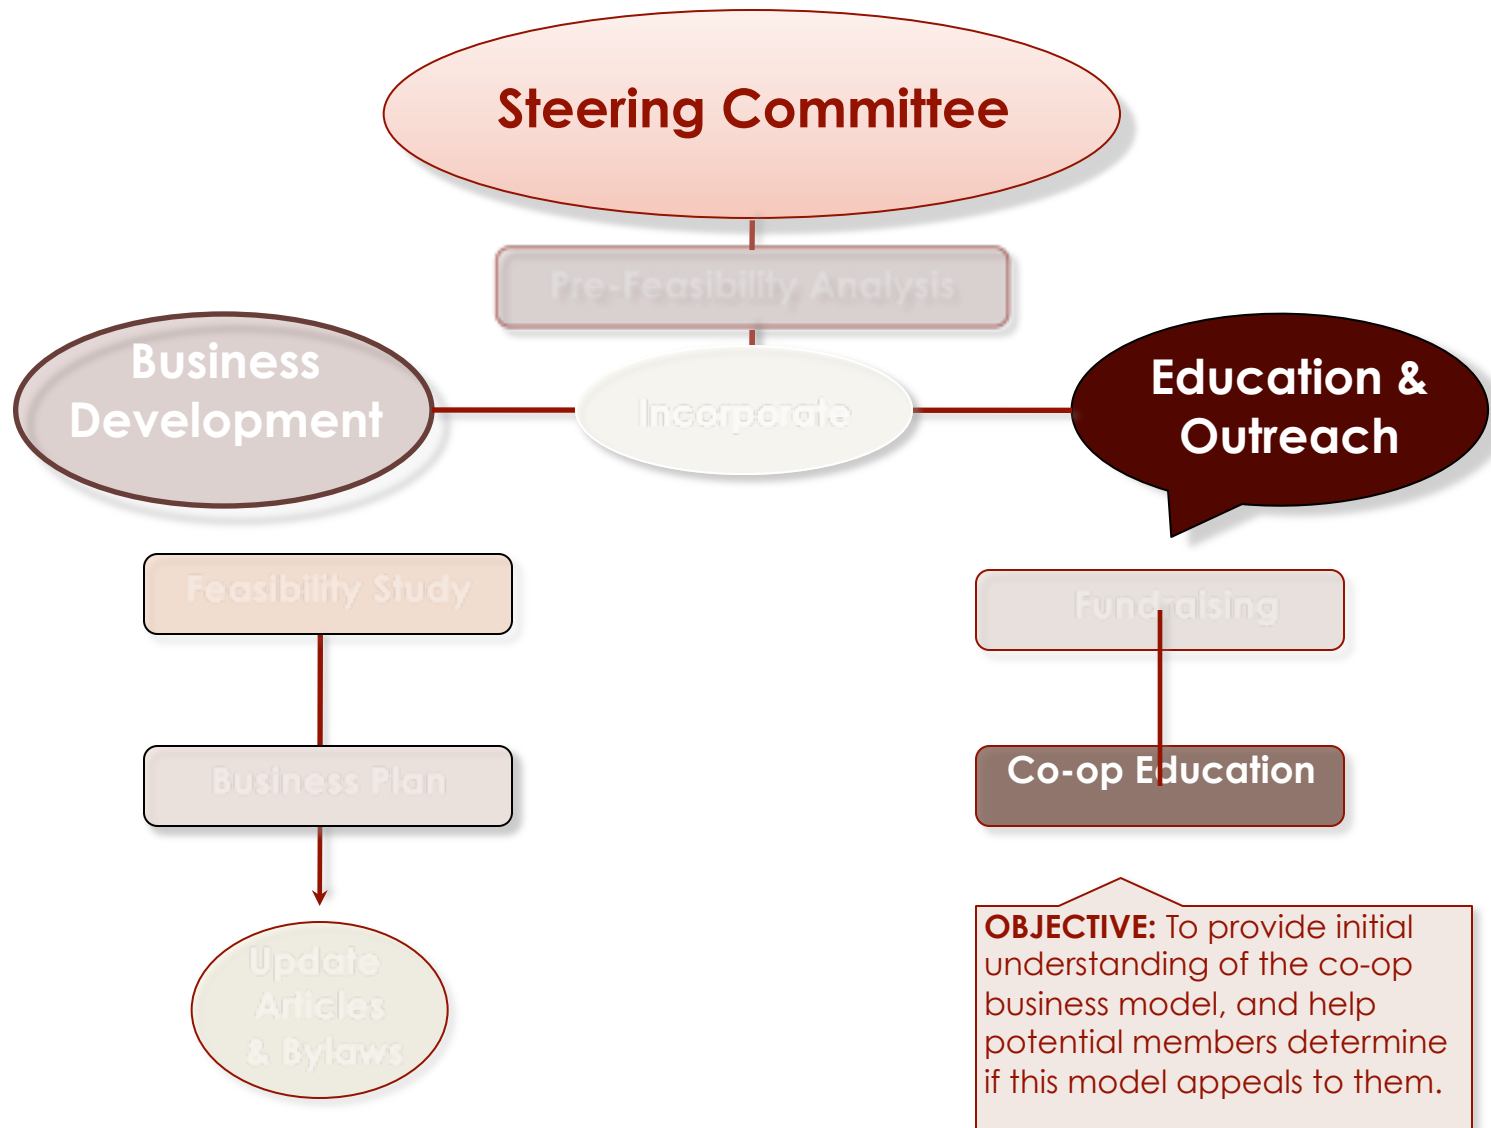 Steering Committee
Pre-Feasibility Analysis
Business
Development
Incorporate
Education &
Outreach
Feasibility Study
Fundraising
Business Plan
Co-op Education
Update
Articles
& Bylaws
OBJECTIVE: To provide initial
understanding of the co-op
business model, and help
potential members determine
if this model appeals to them.